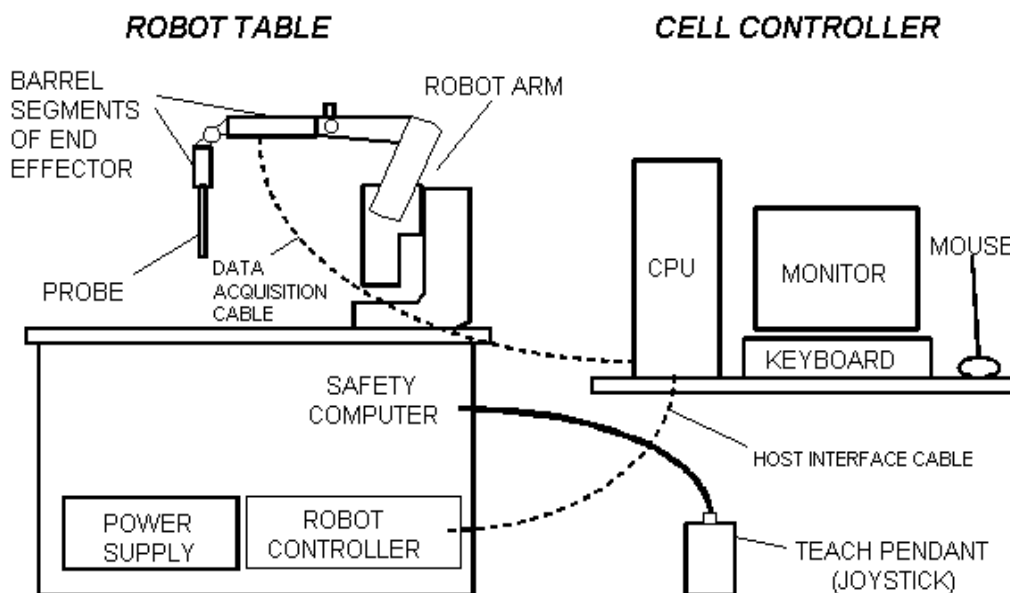 ROBOT TABLE
CELL CONTROLLER
BARREL
SEGMENTS
OF END
EFFECTOR
ROBOT ARM
PROBE
DATA
ACQUISITION
CABLE
CPU
MONITOR
MOUSE
KEYBOARD
SAFETY
COMPUTER
HOST INTERFACE CABLE
POWER
SUPPLY
ROBOT
CONTROLLER
TEACH PENDANT
(JOYSTICK)